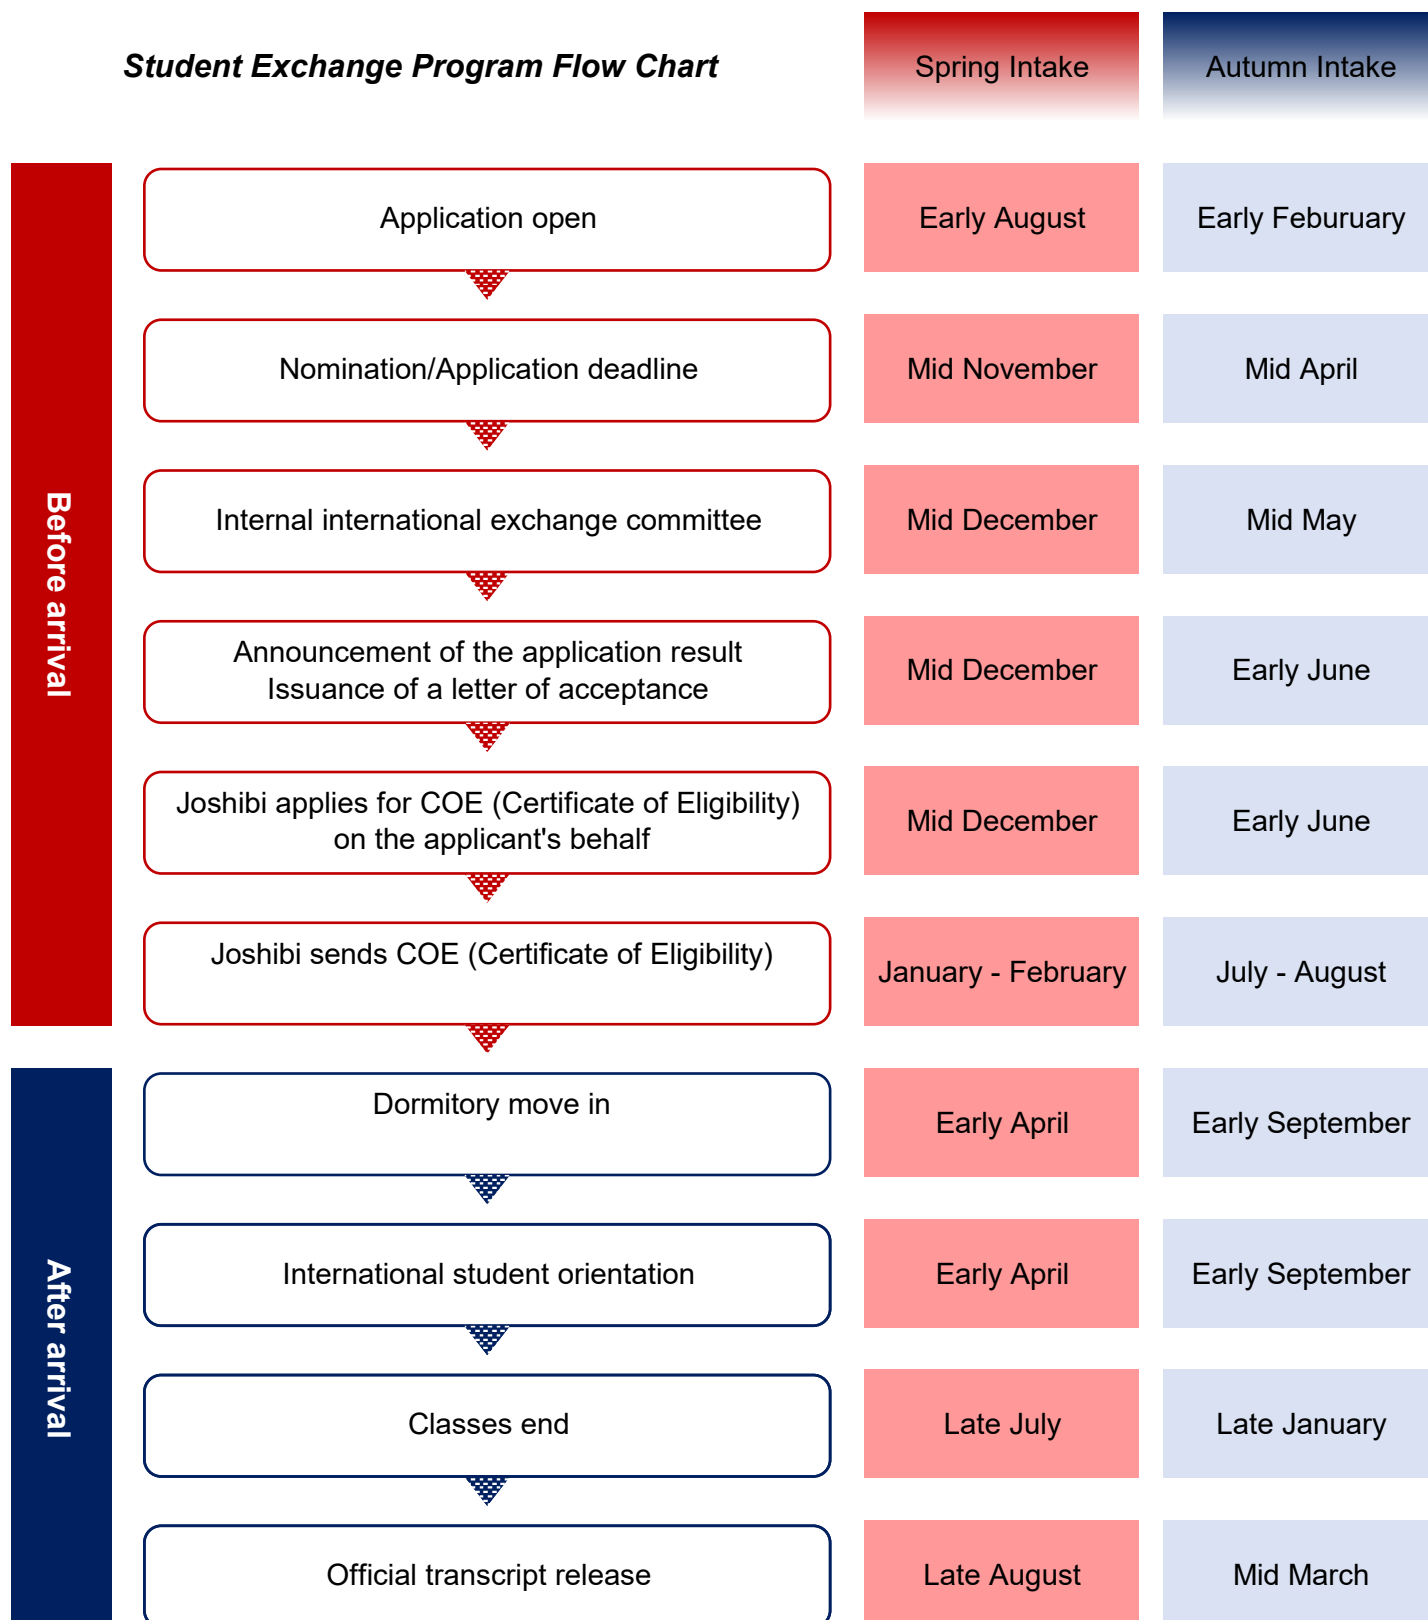 Student Exchange Program Flow Chart
Spring Intake
Autumn Intake
Before arrival
Application open
Early August
Early Feburuary
Nomination/Application deadline
Mid November
Mid April
Internal international exchange committee
Mid December
Mid May
Announcement of the application result
Issuance of a letter of acceptance
Mid December
Early June
Joshibi applies for COE (Certificate of Eligibility)
on the applicant's behalf
Mid December
Early June
Joshibi sends COE (Certificate of Eligibility)
January - February
July - August
After arrival
Dormitory move in
Early April
Early September
International student orientation
Early April
Early September
Classes end
Late July
Late January
Official transcript release
Late August
Mid March